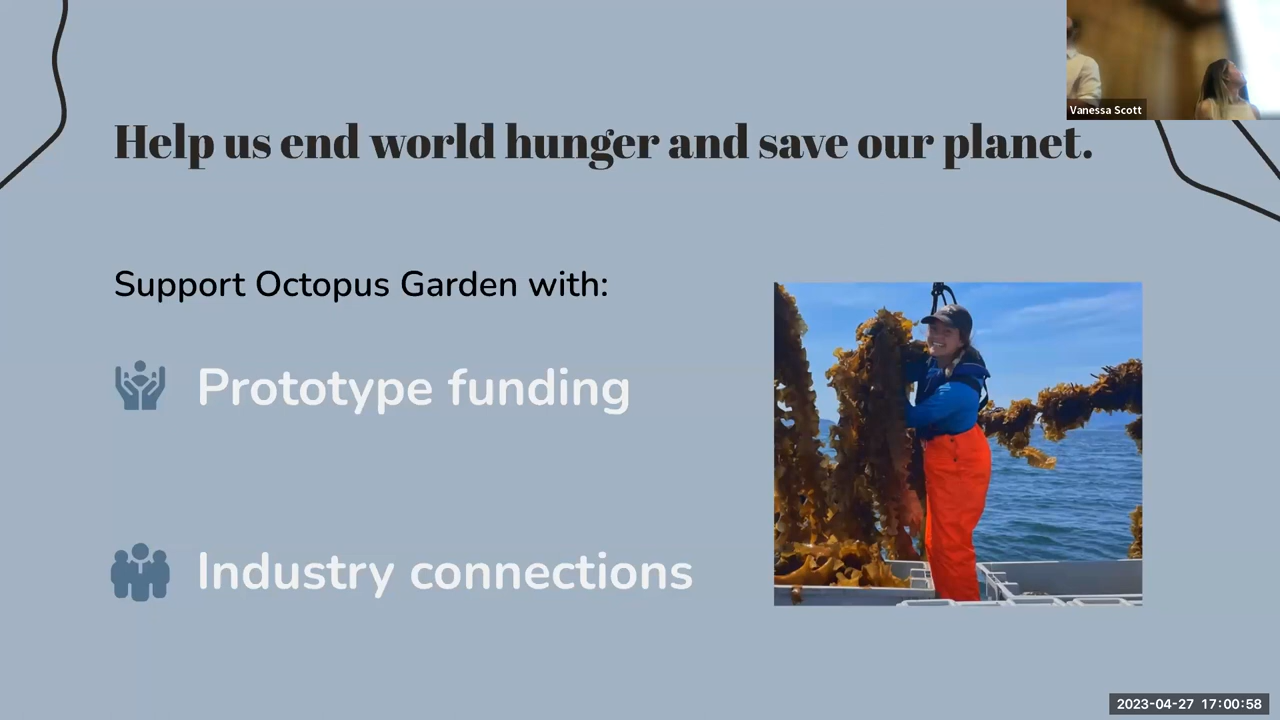 Vanessa Scott
Help us end world hunger and save our planet.
Support Octopus Garden with:
Prototype funding
Industry connections
2023-04-27 17:00:58